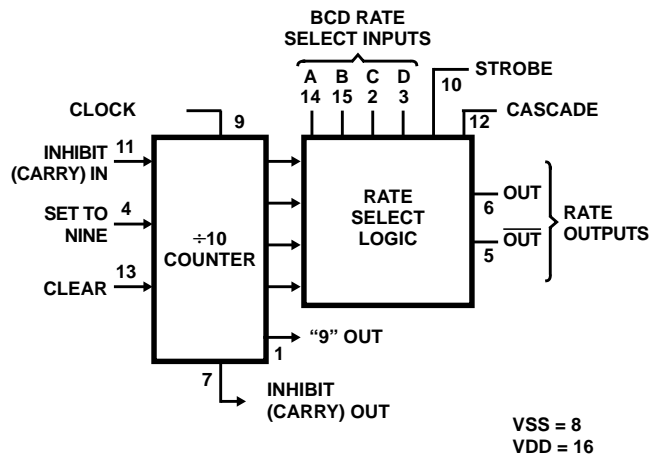 BCD RATE
SELECT INPUTS
A B C D
14 15 2 3
10
STROBE
12
CASCADE
CLOCK
9
11
INHIBIT
(CARRY) IN
4
SET TO
NINE
13
CLEAR
÷10
COUNTER
RATE
SELECT
LOGIC
6
OUT
5
OUT
RATE
OUTPUTS
1
“9” OUT
7
INHIBIT
(CARRY) OUT
VSS = 8
VDD = 16